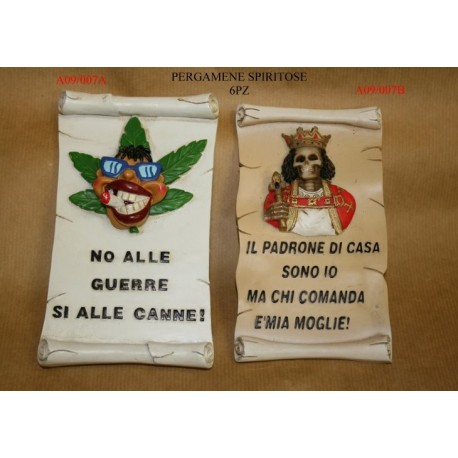 PERGAMENE SPIRITOSE
6PZ
A09/007A
A09/007B
NO ALLE
GUERRE
SI ALLE CANNE!
IL PADRONE DI CASA
SONO IO
MA CHI COMANDA
E'MIA MOGLIE!